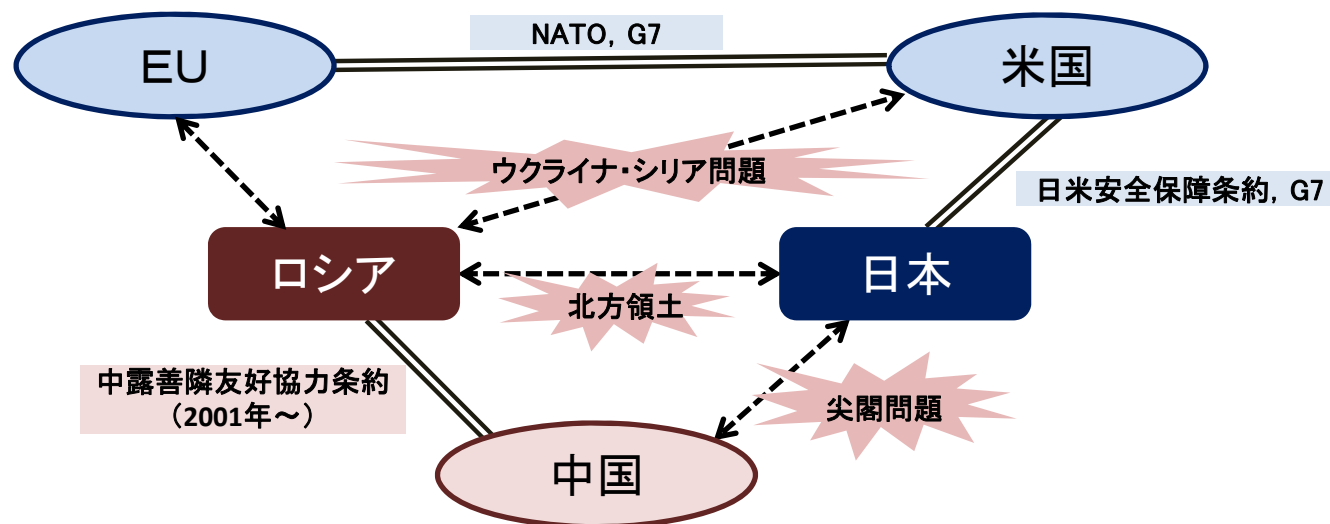 NATO, G7
EU
米国
ウクライナ・シリア問題
日米安全保障条約, G7
ロシア
日本
北方領土
中露善隣友好協力条約
（2001年～）
尖閣問題
中国